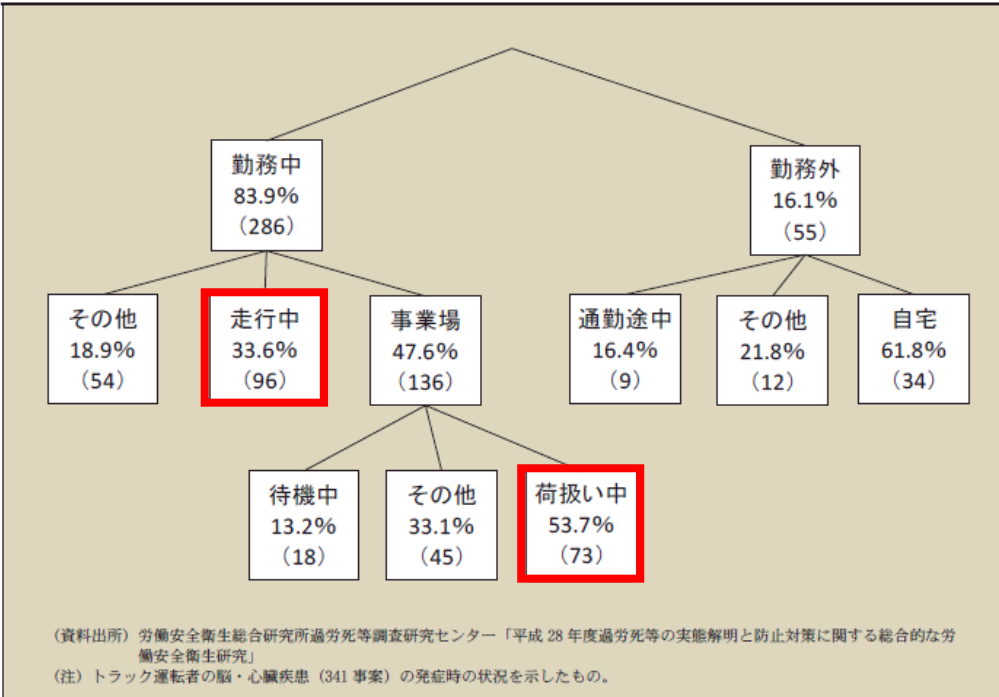 勤務中
83.9%
（286）
勤務外
16.1%
（55）
その他
18.9%
（54）
走行中
33.6%
（96）
事業場
47.6%
（136）
通勤途中
16.4%
（9）
その他
21.8%
（12）
自宅
61.8%
（34）
待機中
13.2%
（18）
その他
33.1%
（45）
荷扱い中
53.7%
（73）
（資料出所）労働安全衛生総合研究所過労死等調査研究センター「平成 28 年度過労死等の実態解明と防止対策に関する総合的な労
働安全衛生研究」
（注）トラック運転者の脳・心臓疾患（341 事案）の発症時の状況を示したもの。